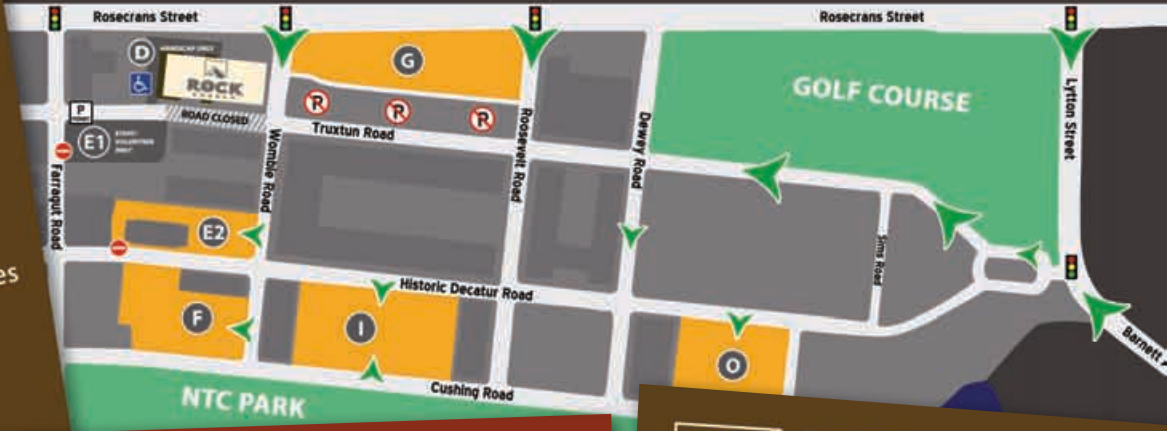 Rosecrans Street
Rosecrans Street
D
HANDICAP ONLY
ROCK
CHURCH
G
GOLF COURSE
Lytton Street
P
E1
ROAD CLOSED
Truxtun Road
Roosevelt Road
Dewey Road
Womble Road
Farragut Road
E2
Sims Road
es
Historic Decatur Road
F
I
O
Barnett
Cushing Road
NTC PARK